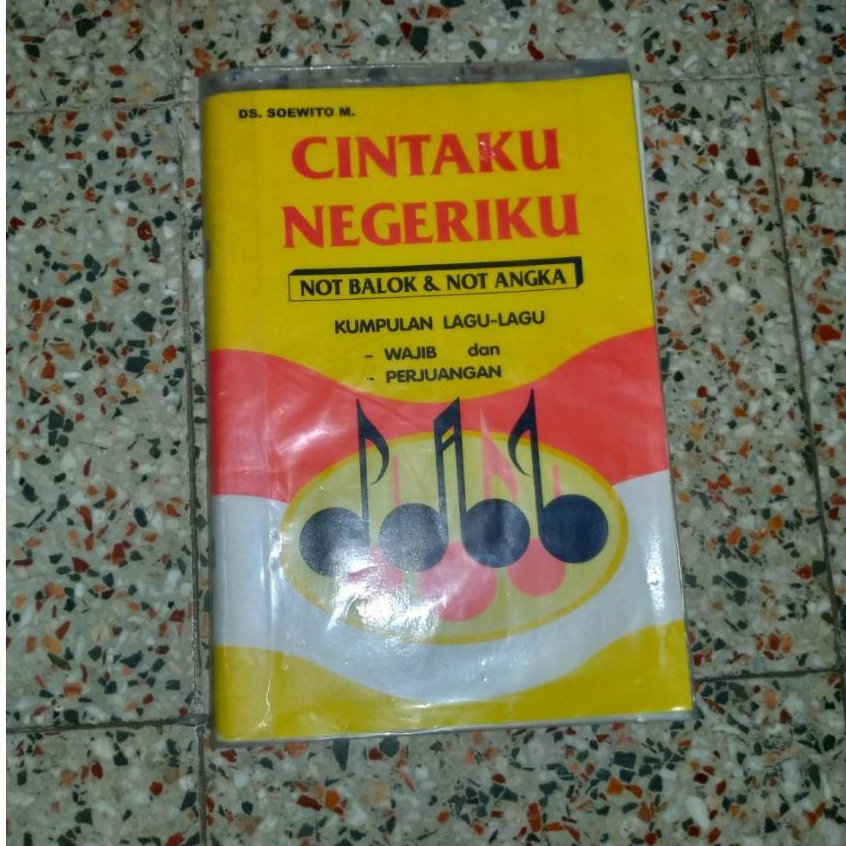 DS. SOEWITO M.
CINTAKU
NEGERIKU
NOT BALOK & NOT ANGKA
KUMPULAN LAGU-LAGU
- WAJIB dan
- PERJUANGAN